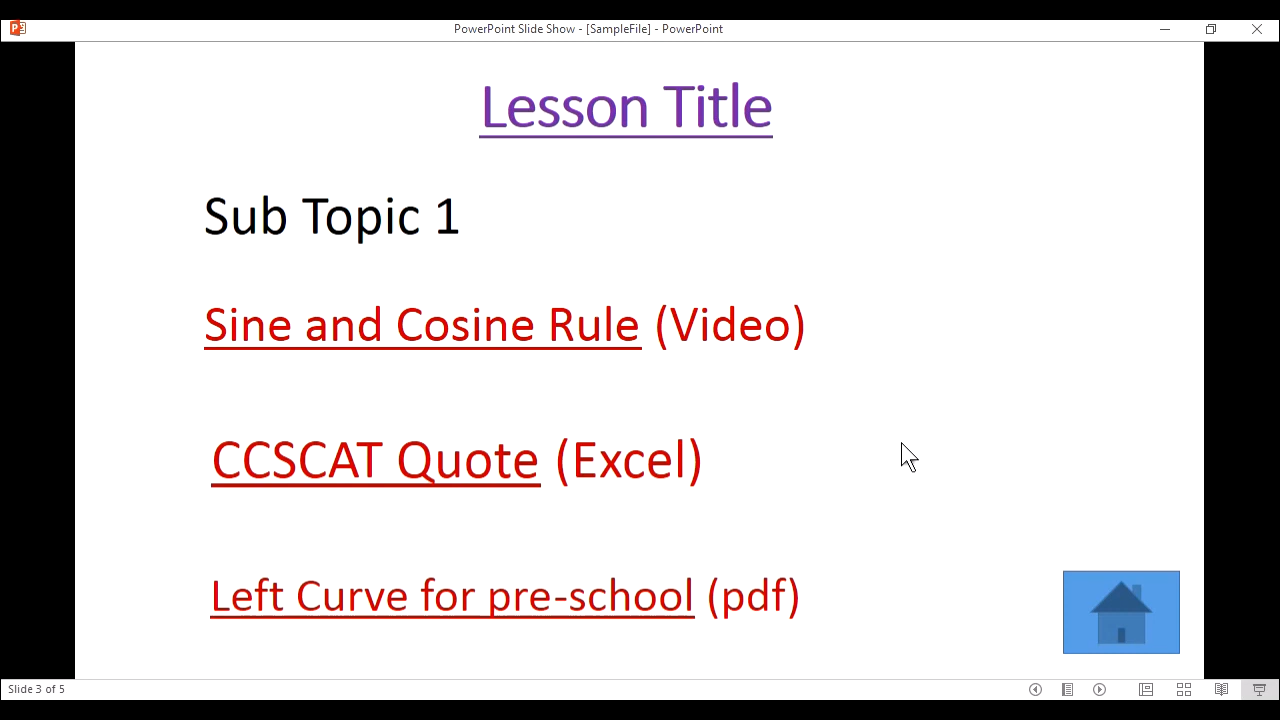 PowerPoint Slide Show - [SampleFile] - PowerPoint
Lesson Title
Sub Topic 1
Sine and Cosine Rule (Video)
CCSCAT Quote (Excel)
Left Curve for pre-school (pdf)
Slide 3 of 5